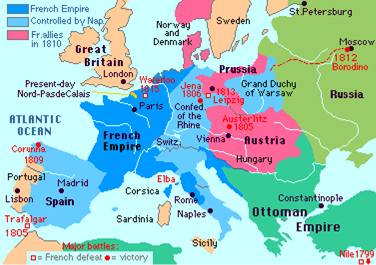 French Empire
Controlled by Nap.
Fr.allies
in 1810
Norway
and
Denmark
Sweden
St.Petersburg
Moscow
1812
Borodino
Great
Britain
London
Present-day
Nord-PasdeCalais
Waterloo
1815
Prussia
Jena
1806
1813
Leipzig
Grand Duchy
of Warsaw
Russia
Paris
Confed.
of the
Rhine
Austerlitz
1805
ATLANTIC
OCEAN
French
Empire
Vienna
Austria
Switz.
Hungary
Corunna
1809
Portugal
Madrid
Lisbon
Spain
Corsica
Elba
Rome
Naples
Constantinople
Ottoman
Empire
Trafalgar
1805
Sardinia
Sicily
Major battles:
= French defeat = victory
Nile1799